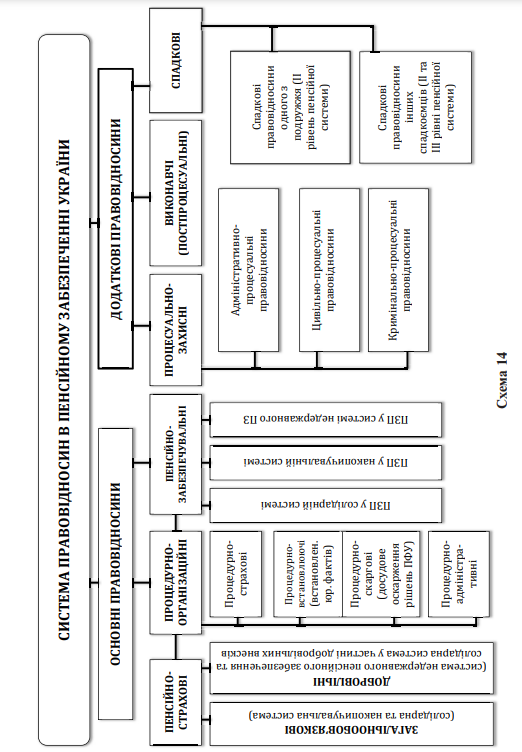 СИСТЕМА ПРАВОВІДНОСИН В ПЕНСІЙНОМУ ЗАБЕЗПЕЧЕННІ УКРАЇНИ
ОСНОВНІ ПРАВОВІДНОСИНИ
ДОДАТКОВІ ПРАВОВІДНОСИНИ
ПЕНСІЙНО-
СТРАХОВІ
ПРОЦЕДУРНО-
ОРГАНІЗАЦІЙНІ
ПЕНСІЙНО-
ЗАБЕЗПЕЧУВАЛЬНІ
ПРОЦЕСУАЛЬНО-
ЗАХИСНІ
ВИКОНАВЧІ
(ПОСТПРОЦЕСУАЛЬНІ)
СПАДКОВІ
ЗАГАЛЬНООБОВ'ЯЗКОВІ
(солідарна та накопичувальна система)
ДОБРОВІЛЬНІ
(система недержавного пенсійного забезпечення та
солідарна система у частині добровільних внесків
Процедурно-
страхові
Процедурно-
встановлюючі
(встановлен.
юр. фактів)
Процедурно-
скаргові
(досудове
оскарження
рішень ПФУ)
Процедурно-
адміністра-
тивні
ПЗП у солідарній системі
ПЗП у накопичувальній системі
ПЗП у системі недержавного ПЗ
Адміністративно-
процесуальні
правовідносини
Цивільно-процесуальні
правовідносини
Кримінально-процесуальні
правовідносини
Спадкові
правовідносини
одного з
подружжя (ІІ
рівень пенсійної
системи)
Спадкові
правовідносини
інших
спадкоємців (ІІ та
ІІІ рівні пенсійної
системи)
Схема 14